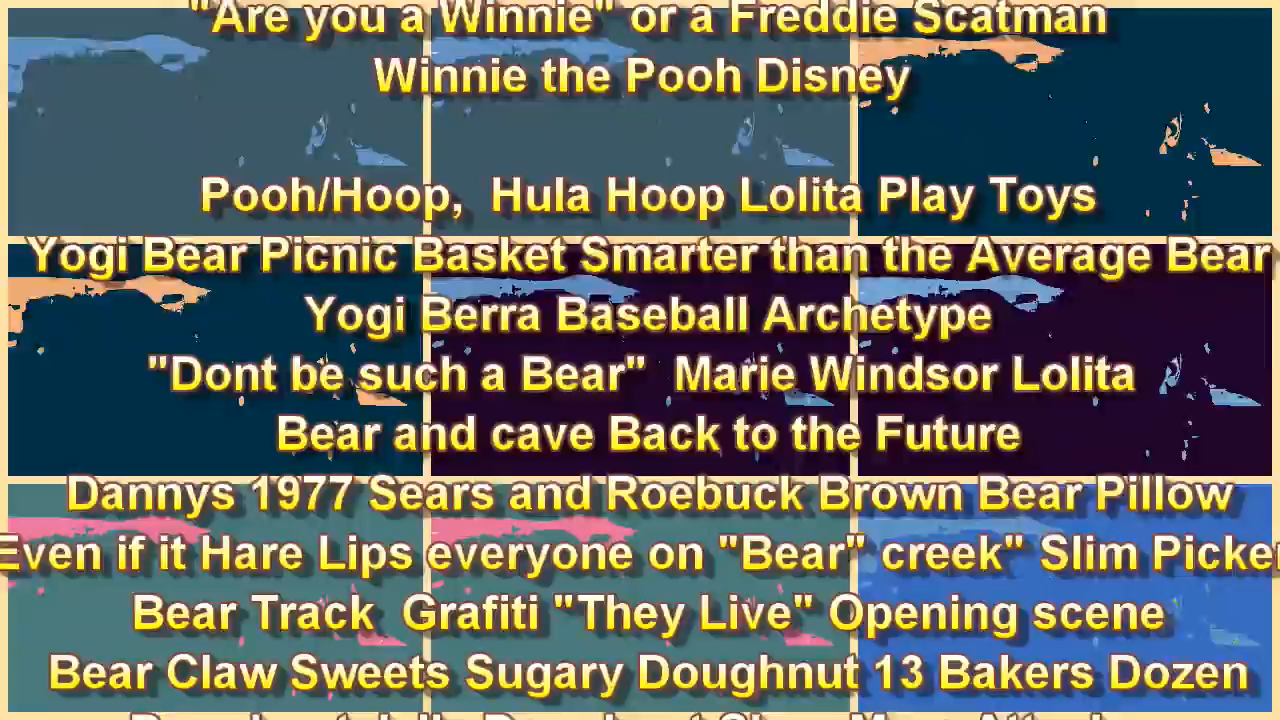 "Are you a Winnie" or a Freddie Scatman
Winnie the Pooh Disney
Pooh/Hoop,  Hula Hoop Lolita Play Toys
Yogi Bear Picnic Basket Smarter than the Average Bear
Yogi Berra Baseball Archetype
"Dont be such a Bear"  Marie Windsor Lolita
Bear and cave Back to the Future
Dannys 1977 Sears and Roebuck Brown Bear Pillow
Even if it Hare Lips everyone on "Bear" creek" Slim Picken
Bear Track  Grafiti "They Live" Opening scene
Bear Claw Sweets Sugary Doughnut 13 Bakers Dozen